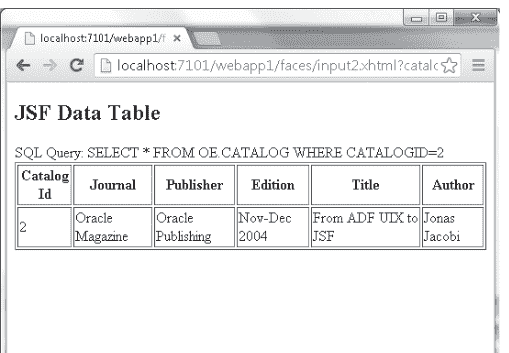 localhost:7101/webapp1/f
localhost:7101/webapp1/faces/input2.xhtml?catalo
JSF Data Table
SQL Query: SELECT * FROM OE.CATALOG WHERE CATALOGID=2
Catalog Id Journal Publisher Edition Title Author
2 Oracle Magazine Oracle Publishing Nov-Dec 2004 From ADF UIX to JSF Jonas Jacobi